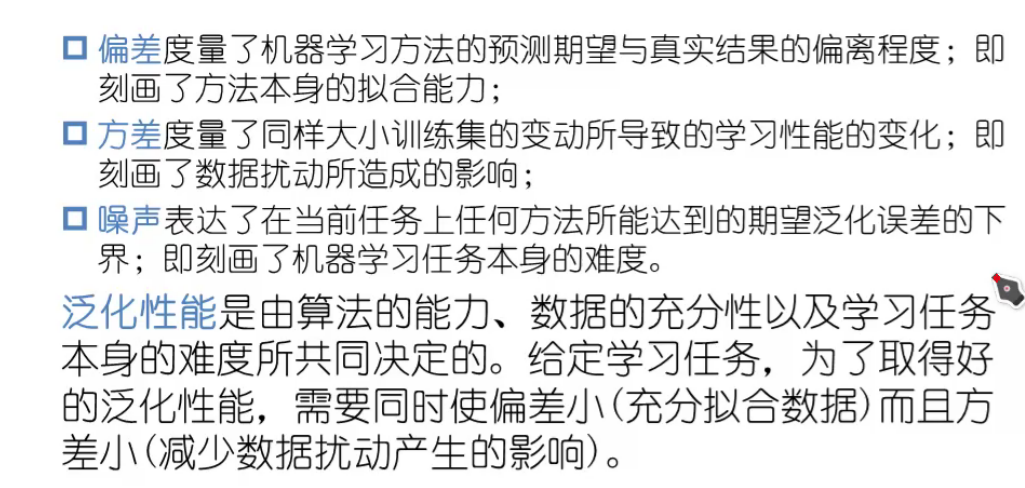 偏差度量了机器学习方法的预测期望与真实结果的偏离程度；即
刻画了方法本身的拟合能力；
方差度量了同样大小训练集的变动所导致的学习性能的变化；即
刻画了数据扰动所造成的影响；
噪声表达了在当前任务上任何方法所能达到的期望泛化误差的下
界；即刻画了机器学习任务本身的难度。
泛化性能是由算法的能力、数据的充分性以及学习任务
本身的难度所共同决定的。给定学习任务，为了取得好
的泛化性能，需要同时使偏差小(充分拟合数据)而且方
差小(减少数据扰动产生的影响)。